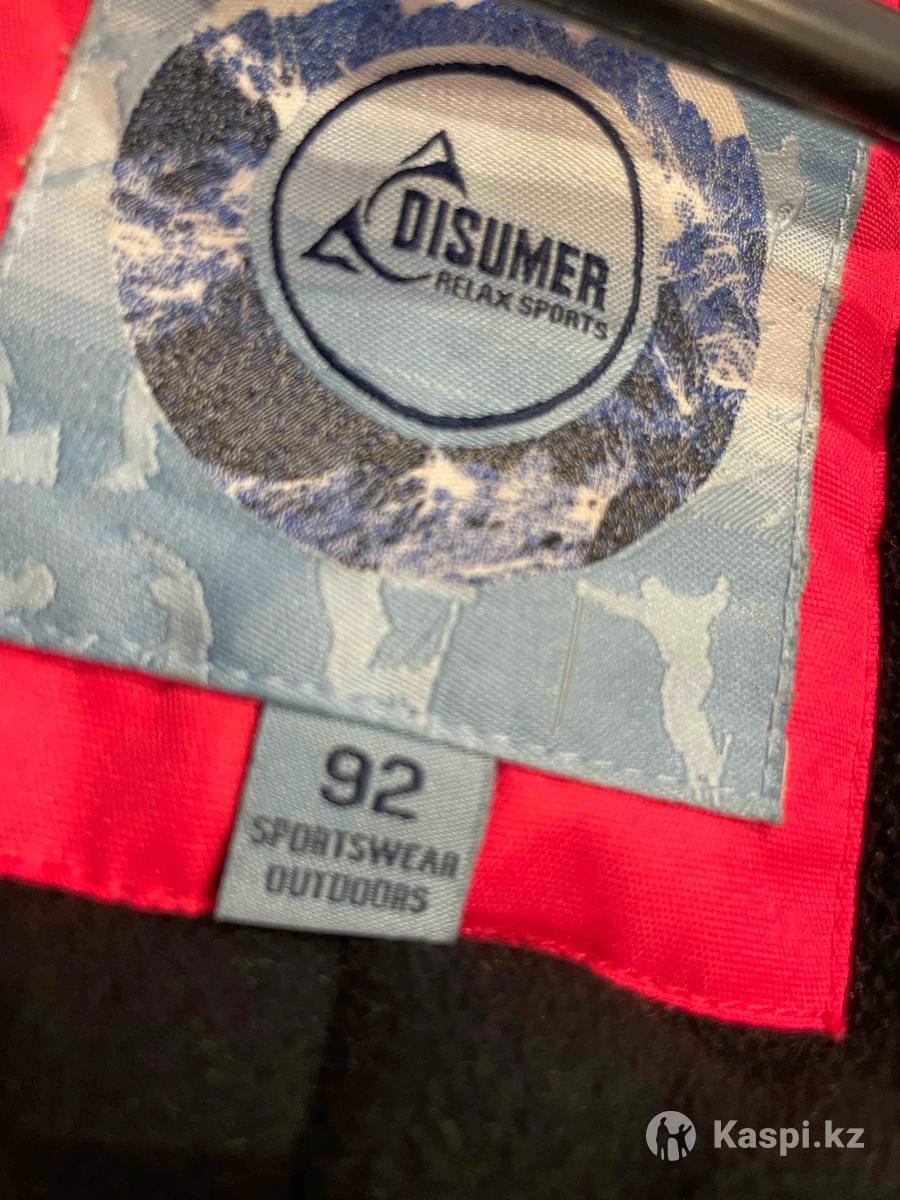 DISUMER
RELAX SPORTS
92
SPORTSWEAR
OUTDOORS
Kaspi.kz